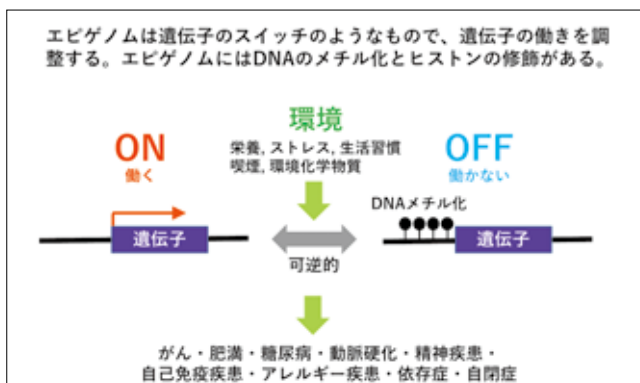 エピゲノムは遺伝子のスイッチのようなもので、遺伝子の働きを調
整する。エピゲノムにはDNAのメチル化とヒストンの修飾がある。
環境
栄養, ストレス, 生活習慣
喫煙, 環境化学物質
ON
働く
OFF
働かない
DNAメチル化
遺伝子
可逆的
遺伝子
がん・肥満・糖尿病・動脈硬化・精神疾患・
自己免疫疾患・アレルギー疾患・依存症・自閉症